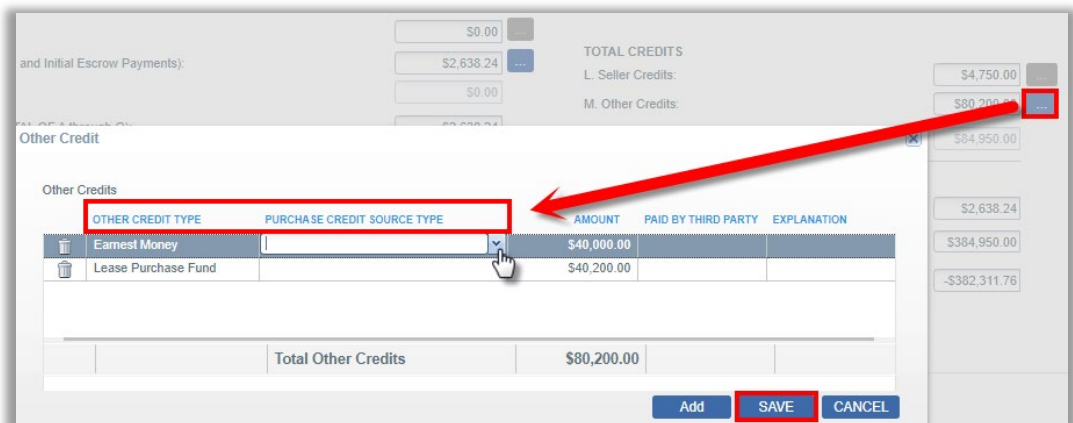 $0.00
...
TOTAL CREDITS
and Initial Escrow Payments):
$2,638.24
...
L. Seller Credits:
$4,750.00
...
$0.00
M. Other Credits:
$80,200.00
...
Other Credit
$84,950.00
Other Credits
OTHER CREDIT TYPE PURCHASE CREDIT SOURCE TYPE AMOUNT PAID BY THIRD PARTY EXPLANATION
$2,638.24
Earnest Money $40,000.00
$384,950.00
Lease Purchase Fund $40,200.00
-$382,311.76
Total Other Credits $80,200.00
Add SAVE CANCEL